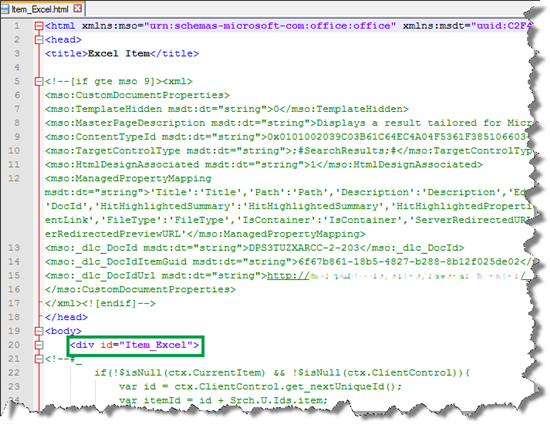 Item_Excel.html
1 <html xmlns:mso="urn:schemas-microsoft-com:office:office" xmlns:msdt="uuid:C2F4
2 <head>
3 <title>Excel Item</title>
4
5 <!--[if gte mso 9]><xml>
6 <mso:CustomDocumentProperties>
7 <mso:TemplateHidden msdt:dt="string">0</mso:TemplateHidden>
8 <mso:MasterPageDescription msdt:dt="string">Displays a result tailored for Micr
9 <mso:ContentTypeId msdt:dt="string">0x0101002039C03B61C64EC4A04F5361F385106603
10 <mso:TargetControlType msdt:dt="string">;#SearchResults;#</mso:TargetControlTyp
11 <mso:HtmlDesignAssociated msdt:dt="string">1</mso:HtmlDesignAssociated>
12 <mso:ManagedPropertyMapping
msdt:dt="string">'Title':'Title','Path':'Path','Description':'Description','Ed
'DocId','HitHighlightedSummary':'HitHighlightedSummary','HitHighlightedProperti
entLink','FileType':'FileType','IsContainer':'IsContainer','ServerRedirectedURL
erRedirectedPreviewURL'</mso:ManagedPropertyMapping>
13 <mso:_dlc_DocId msdt:dt="string">DPS3TUZXARCC-2-203</mso:_dlc_DocId>
14 <mso:_dlc_DocIdItemGuid msdt:dt="string">6f67b861-18b5-4827-b288-8b12f025de02</
15 <mso:_dlc_DocIdUrl msdt:dt="string">http://
16 </mso:CustomDocumentProperties>
17 </xml><![endif]-->
18 </head>
19 <body>
20 <div id="Item_Excel">
21 <!--#_
22 if(!$isNull(ctx.CurrentItem) && !$isNull(ctx.ClientControl)){
23 var id = ctx.ClientControl.get_nextUniqueId();
24 var itemId = id + Srch.U.Ids.item;